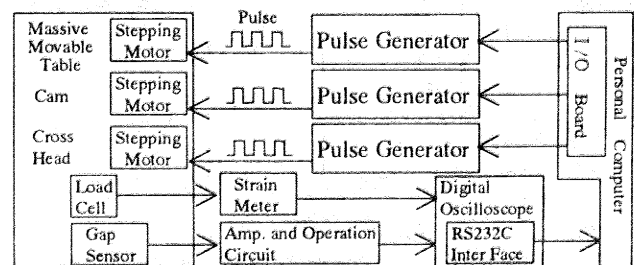 Massive
Movable
Table
Stepping
Motor
Pulse
Pulse Generator
Cam
Stepping
Motor
Pulse Generator
Cross
Head
Stepping
Motor
Pulse Generator
I/O Board
Personal Computer
Load
Cell
Strain
Meter
Digital
Oscilloscope
Gap
Sensor
Amp. and Operation
Circuit
RS232C
Inter Face